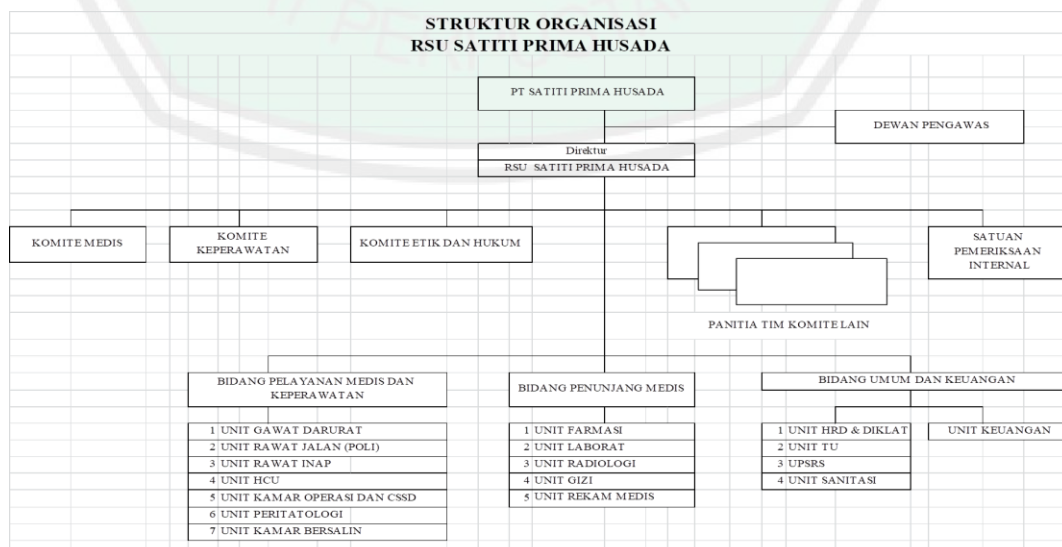 STRUKTUR ORGANISASI
RSU SATITI PRIMA HUSADA
PT SATITI PRIMA HUSADA
DEWAN PENGAWAS
Direktur
RSU SATITI PRIMA HUSADA
KOMITE MEDIS
KOMITE
KEPERAWATAN
KOMITE ETIK DAN HUKUM
SATUAN
PEMERIKSAAN
INTERNAL
PANITIA TIM KOMITE LAIN
BIDANG PELAYANAN MEDIS DAN
KEPERAWATAN
1 UNIT GAWAT DARURAT
2 UNIT RAWAT JALAN (POLI)
3 UNIT RAWAT INAP
4 UNIT HCU
5 UNIT KAMAR OPERASI DAN CSSD
6 UNIT PERITATOLOGI
7 UNIT KAMAR BERSALIN
BIDANG PENUNJANG MEDIS
1 UNIT FARMASI
2 UNIT LABORAT
3 UNIT RADIOLOGI
4 UNIT GIZI
5 UNIT REKAM MEDIS
BIDANG UMUM DAN KEUANGAN
1 UNIT HRD & DIKLAT
2 UNIT TU
3 UPSRS
4 UNIT SANITASI
UNIT KEUANGAN